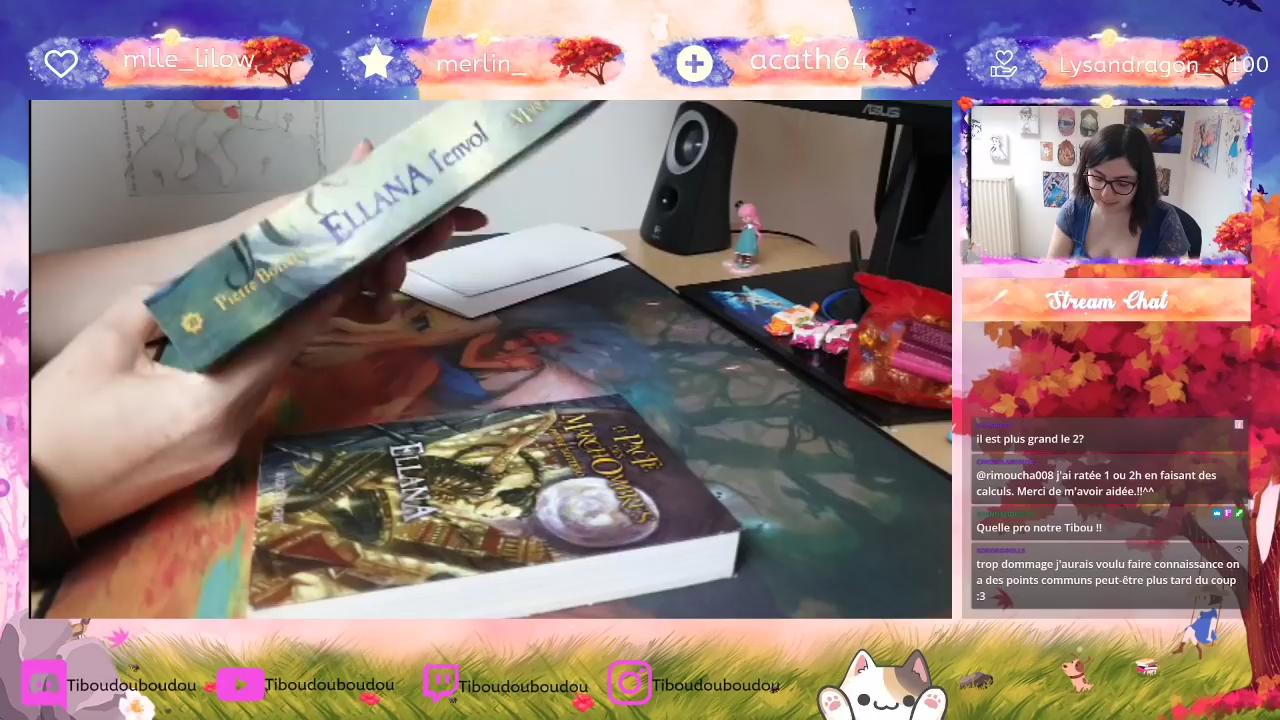 mlle_lilow
merlin_
acath64
Lysandragon_: 100
ELLANA l'envol
Pierre
ASUS
LE PACTE
DES
MARCHOMBRES
ELLANA
Stream Chat
il est plus grand le 2?
@rimoucha008 j'ai ratée 1 ou 2h en faisant des
calculs. Merci de m'avoir aidée.!!^^
Quelle pro notre Tibou !!
trop dommage j'aurais voulu faire connaissance on
a des points communs peut-être plus tard du coup
:3
Tiboudouboudou
Tiboudouboudou
Tiboudouboudou
Tiboudouboudou